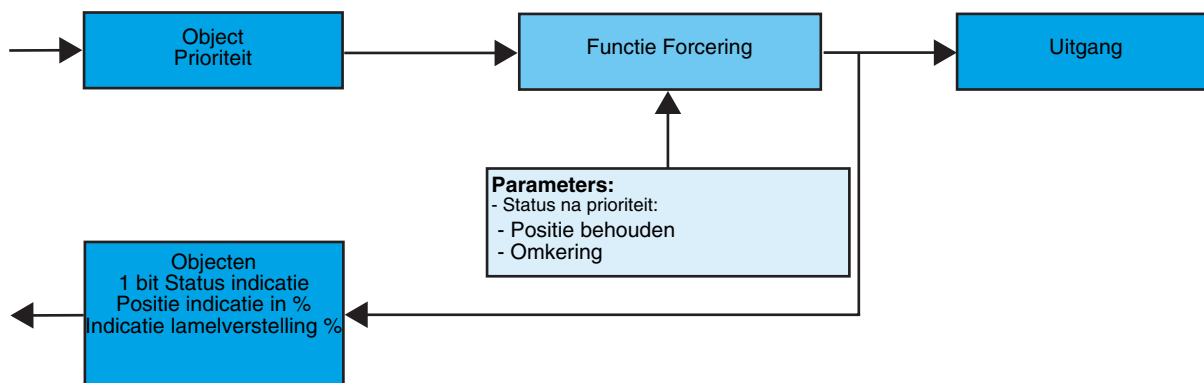 Object
Prioriteit
Functie Forcering
Uitgang
Parameters:
- Status na prioriteit:
- Positie behouden
- Omkering
Objecten
1 bit Status indicatie
Positie indicatie in %
Indicatie lamelverstelling %